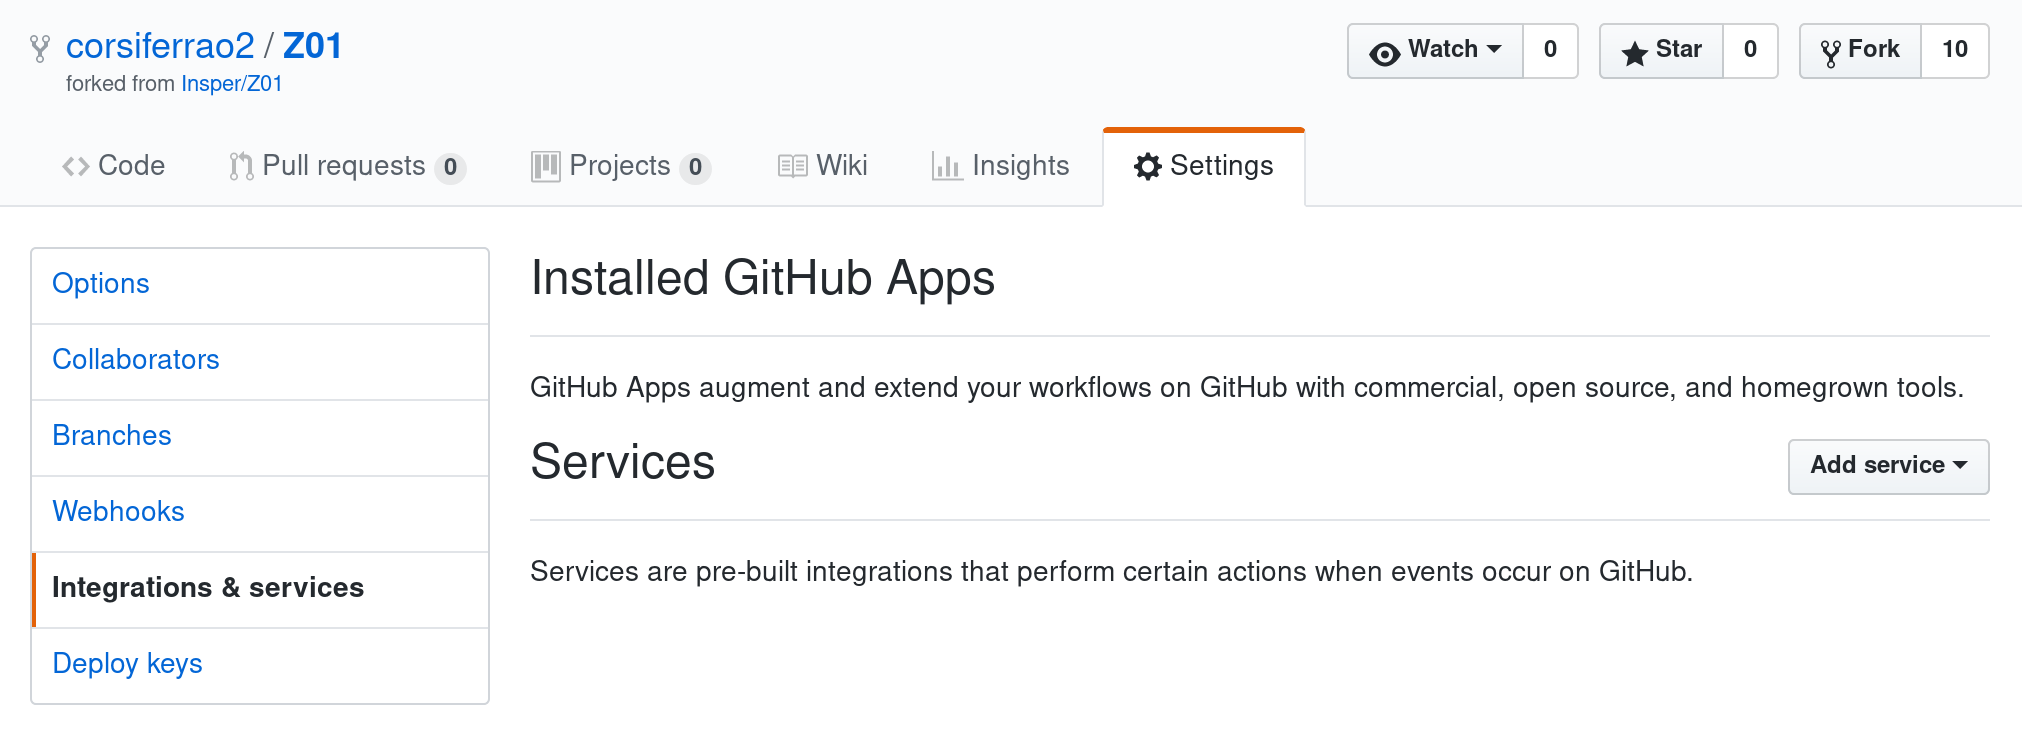 corsiferrao2 / Z01
forked from Insper/Z01
Watch 0 Star 0 Fork 10
Code Pull requests 0 Projects 0 Wiki Insights Settings
Options
Collaborators
Branches
Webhooks
Integrations & services
Deploy keys
Installed GitHub Apps
GitHub Apps augment and extend your workflows on GitHub with commercial, open source, and homegrown tools.
Services
Add service
Services are pre-built integrations that perform certain actions when events occur on GitHub.